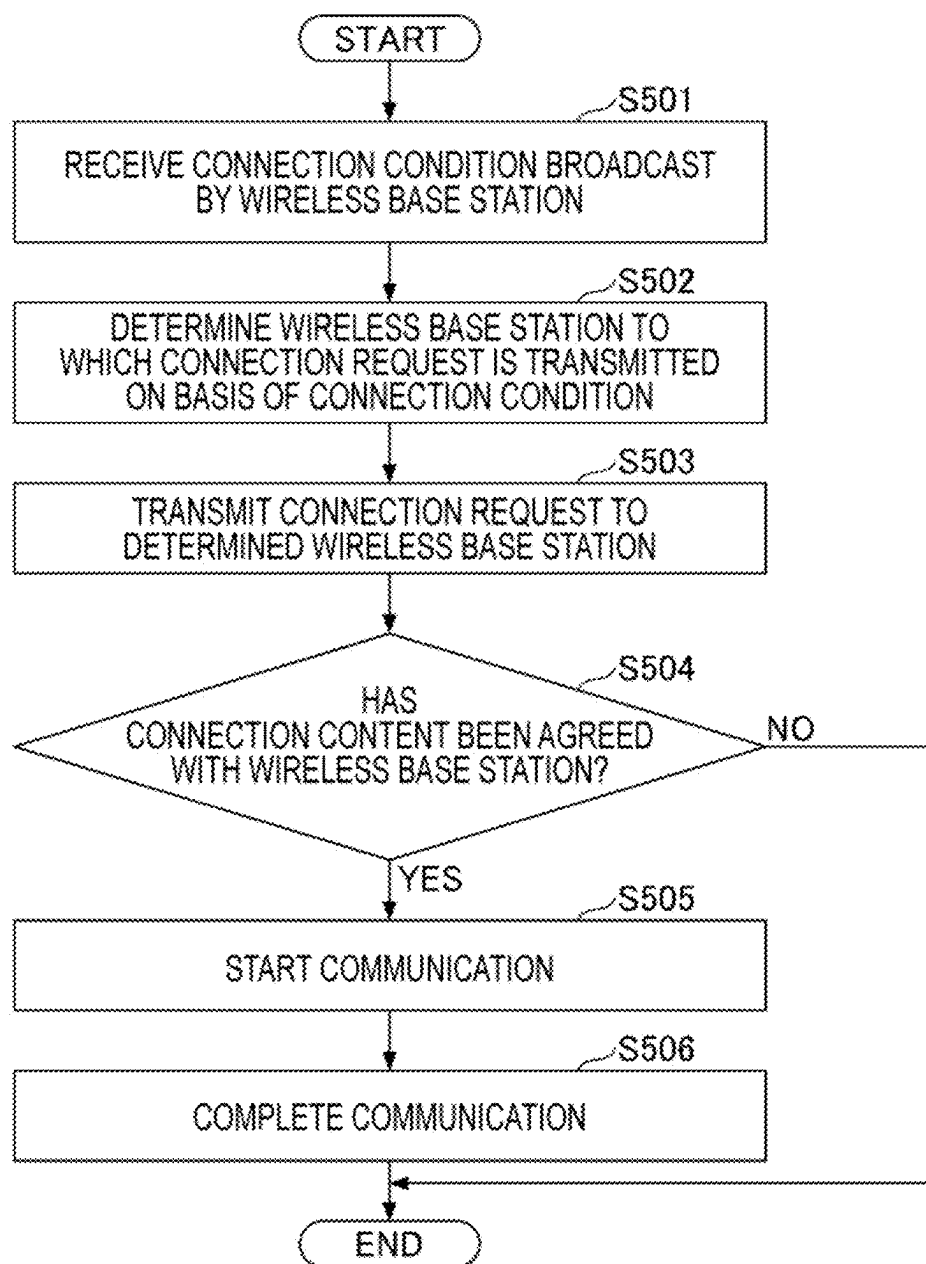 START
S501
RECEIVE CONNECTION CONDITION BROADCAST
BY WIRELESS BASE STATION
S502
DETERMINE WIRELESS BASE STATION TO
WHICH CONNECTION REQUEST IS TRANSMITTED
ON BASIS OF CONNECTION CONDITION
S503
TRANSMIT CONNECTION REQUEST TO
DETERMINED WIRELESS BASE STATION
S504
HAS
CONNECTION CONTENT BEEN AGREED
WITH WIRELESS BASE STATION?
NO
YES
S505
START COMMUNICATION
S506
COMPLETE COMMUNICATION
END